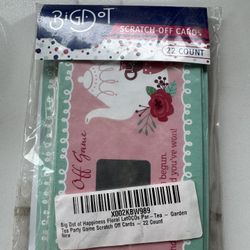 BiGDOT
SCRATCH-OFF CARDS
22 COUNT
Off Game
begun.
d you've won!
X002KBW989
Big Dot of Happiness Floral LetOCOs Par-Tea - Garden
Tea Party Game Scratch Off Cards - 22 Count
New